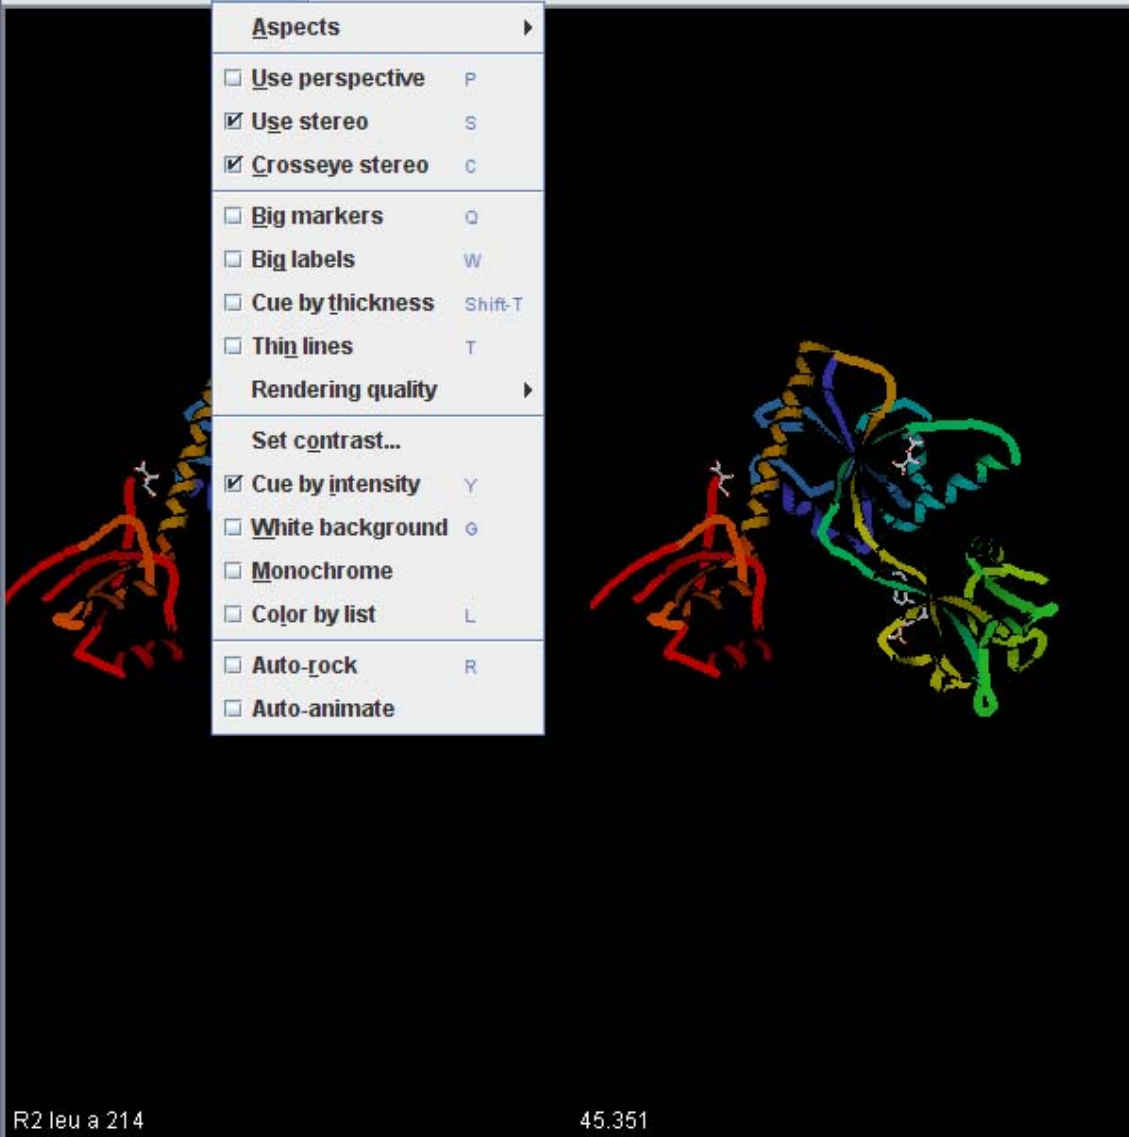 Aspects
Use perspective P
Use stereo S
Crosseye stereo C
Big markers Q
Big labels W
Cue by thickness Shift-T
Thin lines T
Rendering quality
Set contrast...
Cue by intensity Y
White background G
Monochrome
Color by list L
Auto-rock R
Auto-animate
R2 leu a 214 45.351